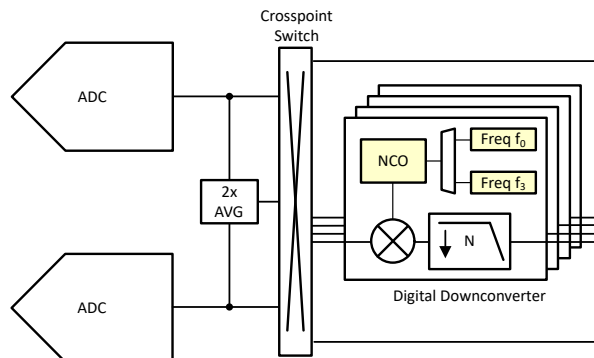 Crosspoint
Switch
ADC
NCO
Freq f0
Freq f3
2x
AVG
N
ADC
Digital Downconverter